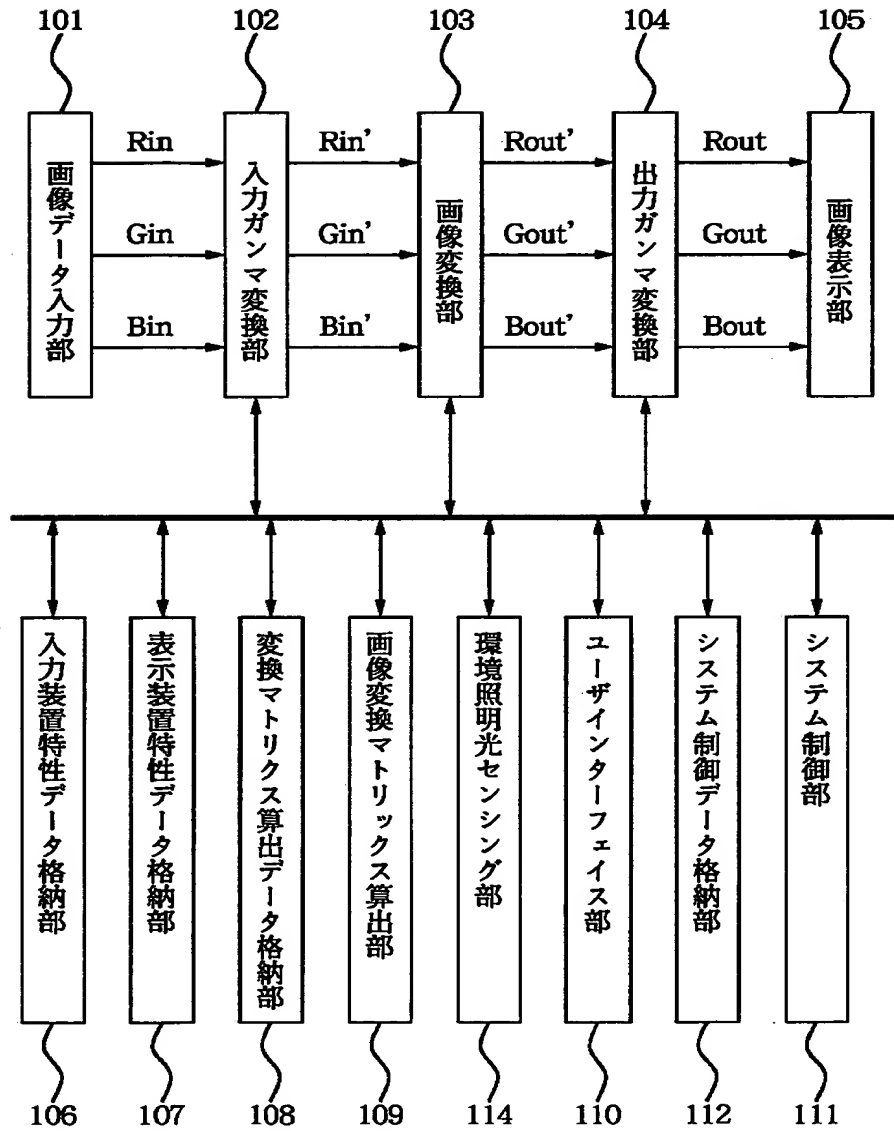 101
102
103
104
105
画像データ入力部
Rin
Gin
Bin
入力ガンマ変換部
Rin'
Gin'
Bin'
画像変換部
Rout'
Gout'
Bout'
出力ガンマ変換部
Rout
Gout
Bout
画像表示部
入力装置特性データ格納部
表示装置特性データ格納部
変換マトリクス算出データ格納部
画像変換マトリックス算出部
環境照明光センシング部
ユーザインターフェイス部
システム制御データ格納部
システム制御部
106
107
108
109
114
110
112
111